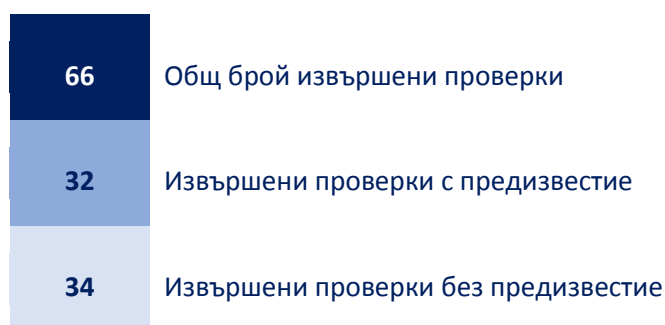 66 Общ брой извършени проверки
32 Извършени проверки с предизвестие
34 Извършени проверки без предизвестие